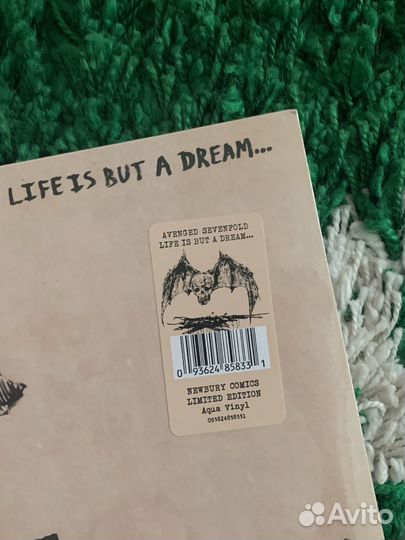 LIFE IS BUT A DREAM...
AVENGED SEVENFOLD
LIFE IS BUT A DREAM...
0 93624 85833 1
NEWBURY COMICS
LIMITED EDITION
Aqua Vinyl
093624858331
Avito